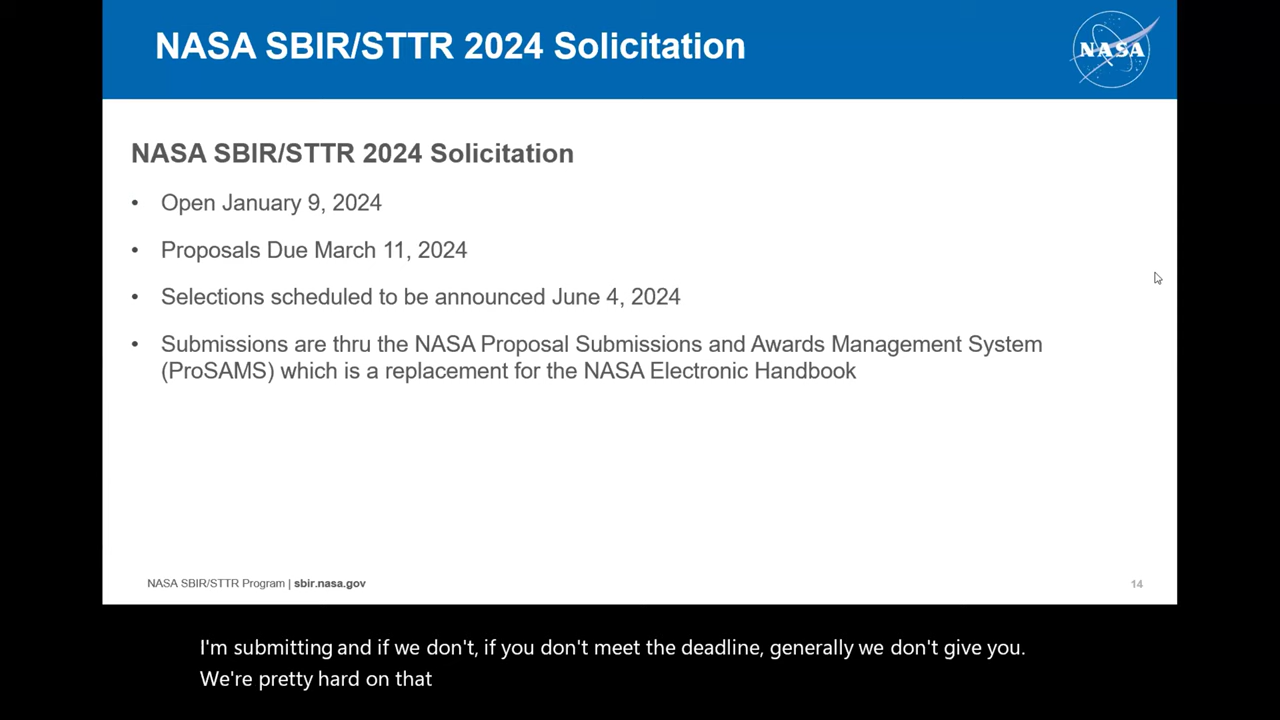 NASA SBIR/STTR 2024 Solicitation
NASA
NASA SBIR/STTR 2024 Solicitation
• Open January 9, 2024
• Proposals Due March 11, 2024
• Selections scheduled to be announced June 4, 2024
• Submissions are thru the NASA Proposal Submissions and Awards Management System
(ProSAMS) which is a replacement for the NASA Electronic Handbook
NASA SBIR/STTR Program | sbir.nasa.gov
14
I'm submitting and if we don't, if you don't meet the deadline, generally we don't give you.
We're pretty hard on that